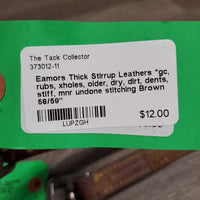 The Tack Collector
373012-11
Eamors Thick Stirrup Leathers "gc,
rubs, xholes, older, dry, dirt, dents,
stiff, mnr undone stitching Brown
58/59"
$12.00
LUPZGH